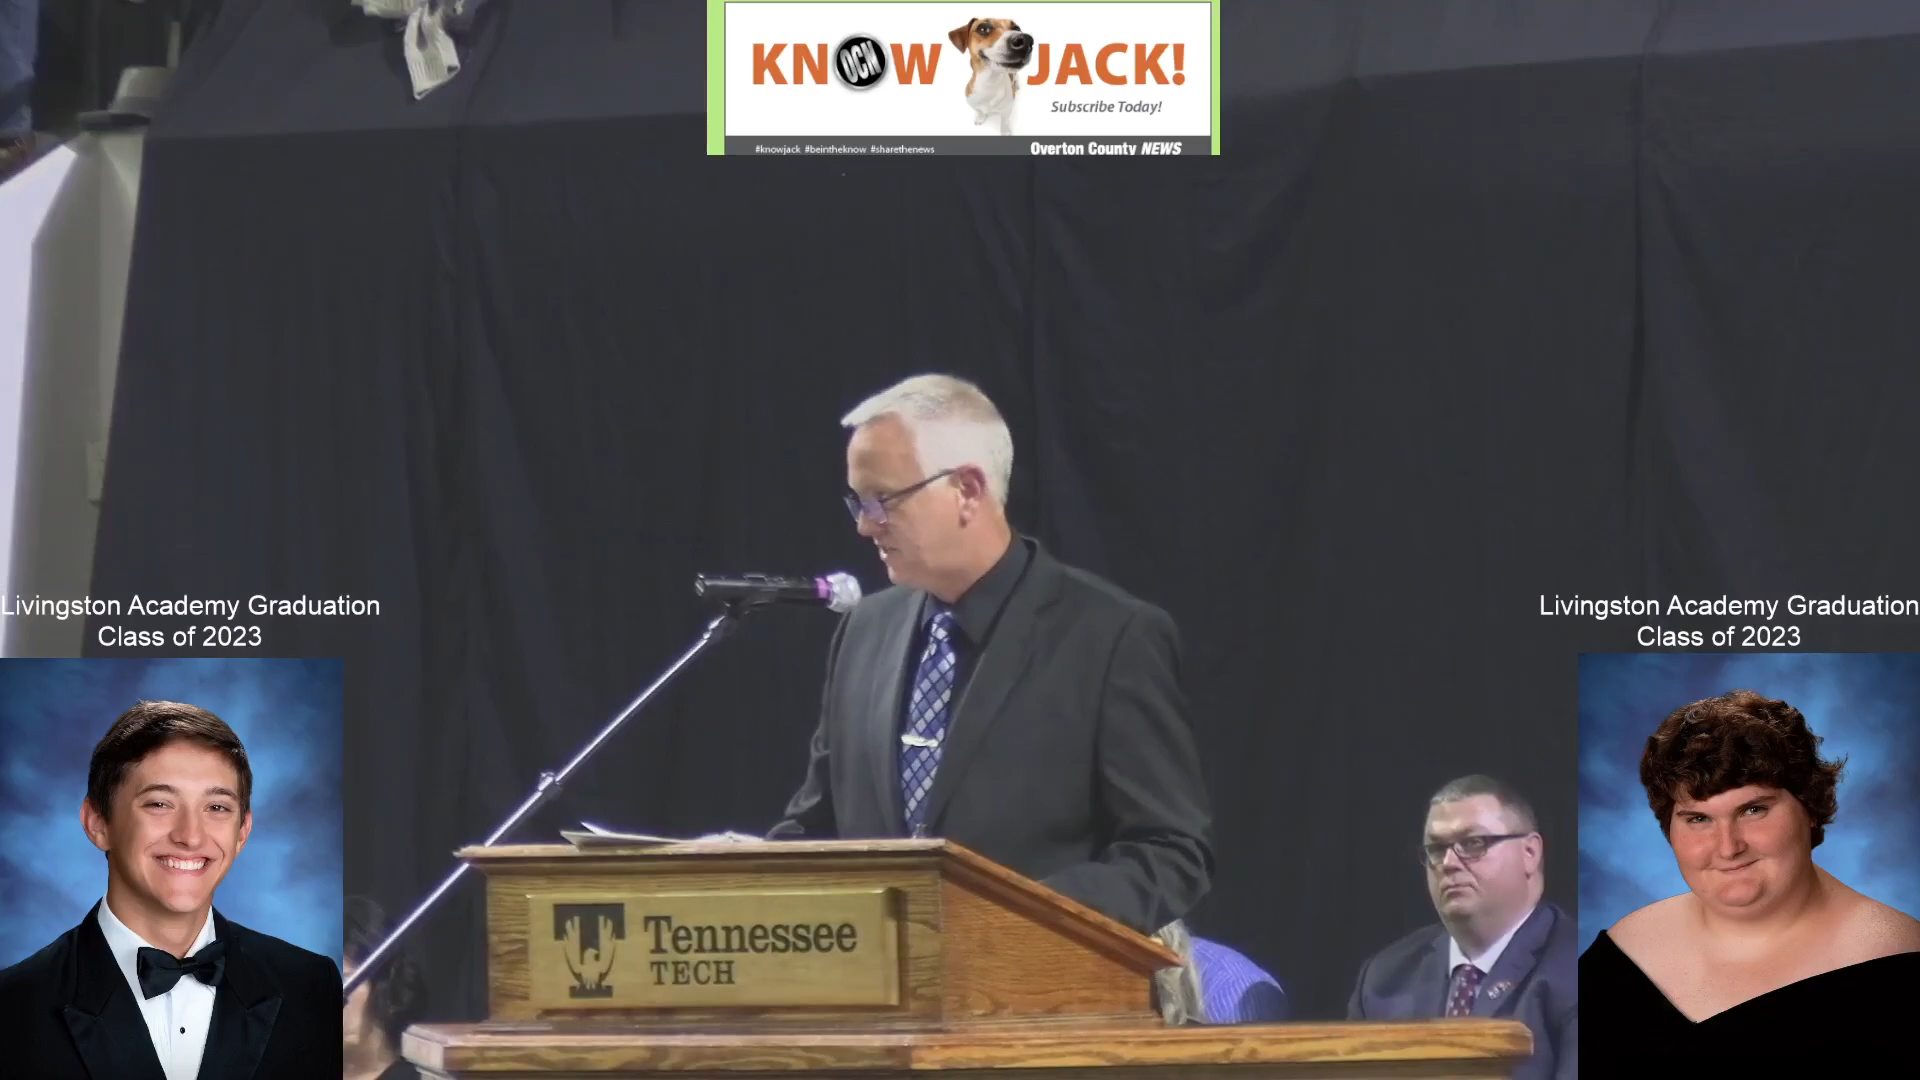 KNOW JACK!
OCN
Subscribe Today!
#knowjack #beintheknow #sharethenews
Overton County NEWS
Livingston Academy Graduation
Class of 2023
Livingston Academy Graduation
Class of 2023
Tennessee
TECH